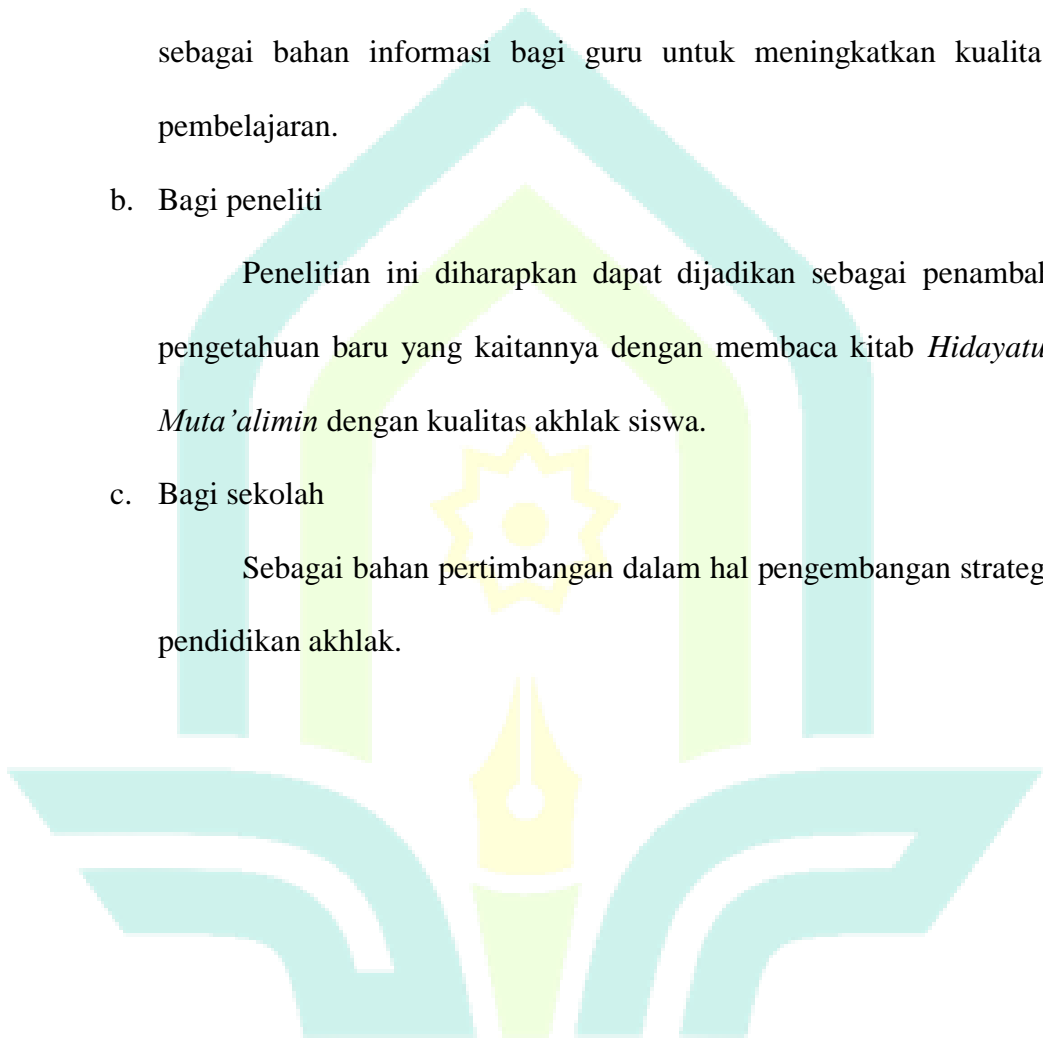 sebagai bahan informasi bagi guru untuk meningkatkan kualita
pembelajaran.
b. Bagi peneliti
Penelitian ini diharapkan dapat dijadikan sebagai penambah
pengetahuan baru yang kaitannya dengan membaca kitab Hidayatu
Muta’alimin dengan kualitas akhlak siswa.
c. Bagi sekolah
Sebagai bahan pertimbangan dalam hal pengembangan strateg
pendidikan akhlak.